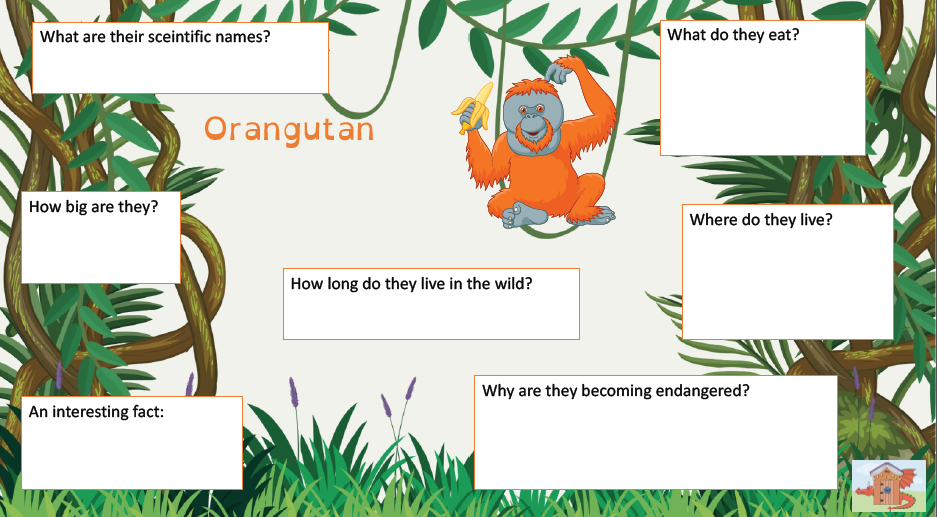 What are their sceintific names?
What do they eat?
Orangutan
How big are they?
Where do they live?
How long do they live in the wild?
Why are they becoming endangered?
An interesting fact: